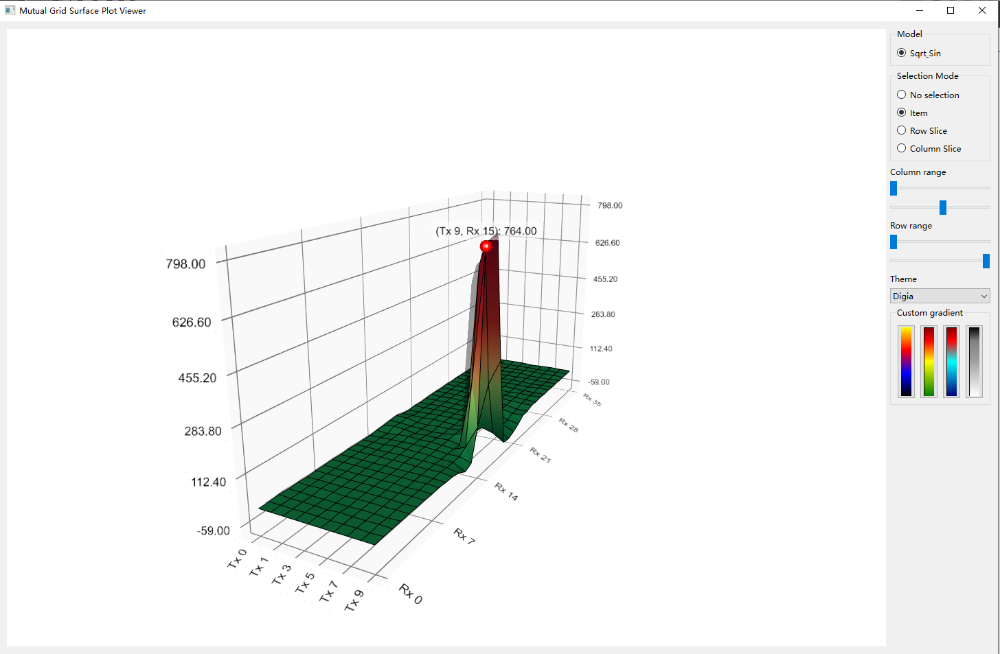 Mutual Grid Surface Plot Viewer
Model
Sqrt_Sin
Selection Mode
No selection
Item
Row Slice
Column Slice
Column range
Row range
Theme
Digia
Custom gradient
(Tx 9, Rx 15): 764.00
798.00
626.60
455.20
283.80
112.40
-59.00
798.00
626.60
455.20
283.80
112.40
-59.00
Tx 0
Tx 1
Tx 3
Tx 5
Tx 7
Tx 9
Rx 0
Rx 7
Rx 14
Rx 21
Rx 28
Rx 35